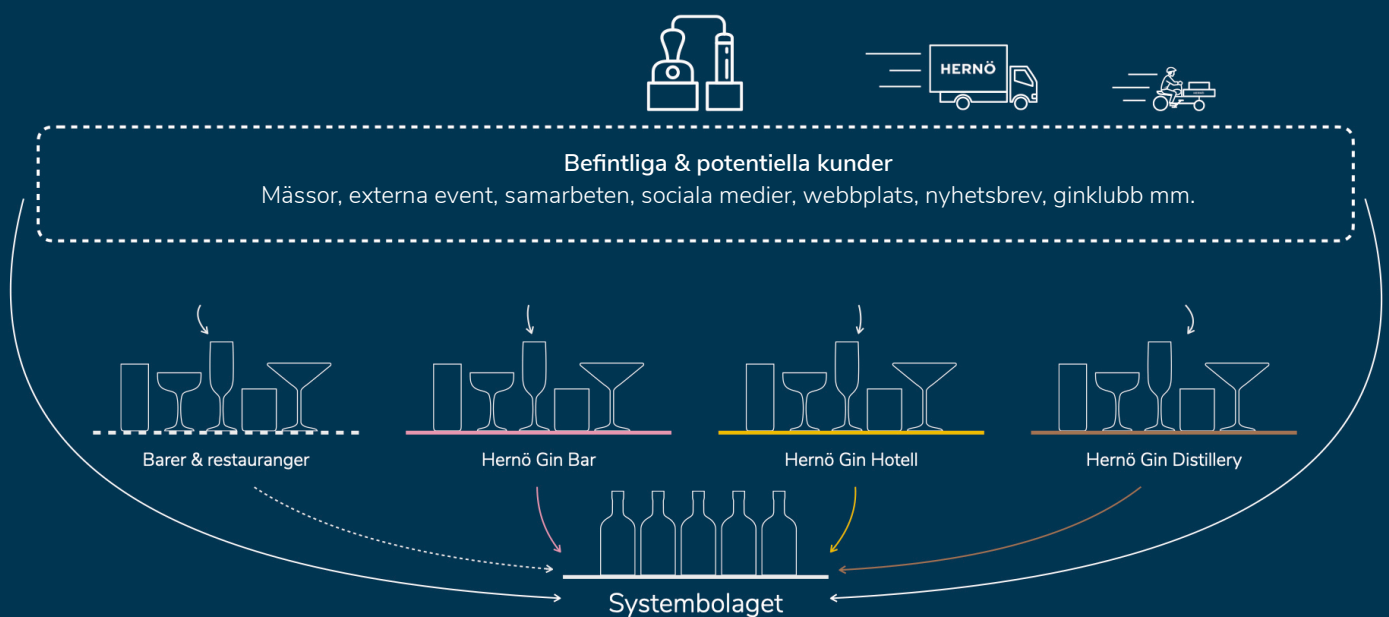 HERNÖ
Befintliga & potentiella kunder
Mässor, externa event, samarbeten, sociala medier, webbplats, nyhetsbrev, ginklubb mm.
Barer & restauranger
Hernö Gin Bar
Hernö Gin Hotell
Hernö Gin Distillery
Systembolaget